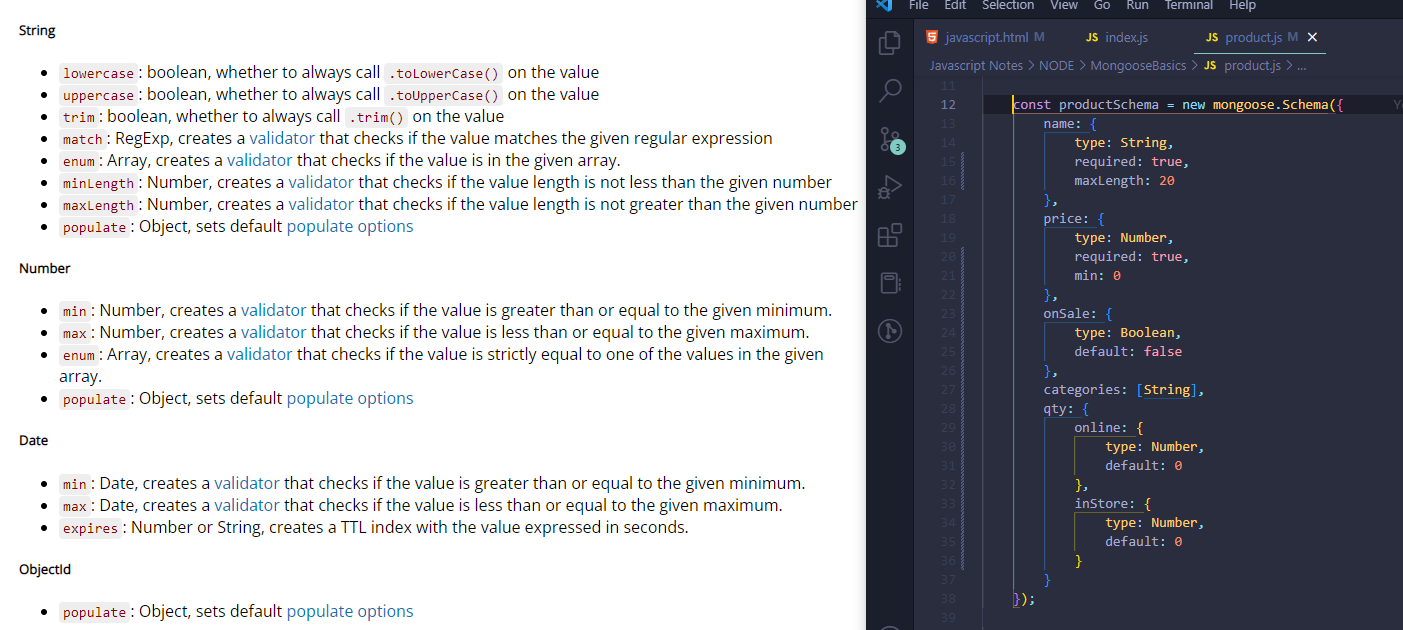 String
lowercase: boolean, whether to always call .toLowerCase() on the value
uppercase: boolean, whether to always call .toUpperCase() on the value
trim: boolean, whether to always call .trim() on the value
match: RegExp, creates a validator that checks if the value matches the given regular expression
enum: Array, creates a validator that checks if the value is in the given array.
minLength: Number, creates a validator that checks if the value length is not less than the given number
maxLength: Number, creates a validator that checks if the value length is not greater than the given number
populate: Object, sets default populate options
Number
min: Number, creates a validator that checks if the value is greater than or equal to the given minimum.
max: Number, creates a validator that checks if the value is less than or equal to the given maximum.
enum: Array, creates a validator that checks if the value is strictly equal to one of the values in the given
array.
populate: Object, sets default populate options
Date
min: Date, creates a validator that checks if the value is greater than or equal to the given minimum.
max: Date, creates a validator that checks if the value is less than or equal to the given maximum.
expires: Number or String, creates a TTL index with the value expressed in seconds.
ObjectId
populate: Object, sets default populate options
File Edit Selection View Go Run Terminal Help
javascript.html M JS index.js JS product.js M ×
Javascript Notes > NODE > MongooseBasics > JS product.js > ...
3
11
12 const productSchema = new mongoose.Schema({
13 name: {
14 type: String,
15 required: true,
16 maxLength: 20
17 },
18 price: {
19 type: Number,
20 required: true,
21 min: 0
22 },
23 onSale: {
24 type: Boolean,
25 default: false
26 },
27 categories: [String],
28 qty: {
29 online: {
30 type: Number,
31 default: 0
32 },
33 inStore: {
34 type: Number,
35 default: 0
36 }
37 }
38 });
39